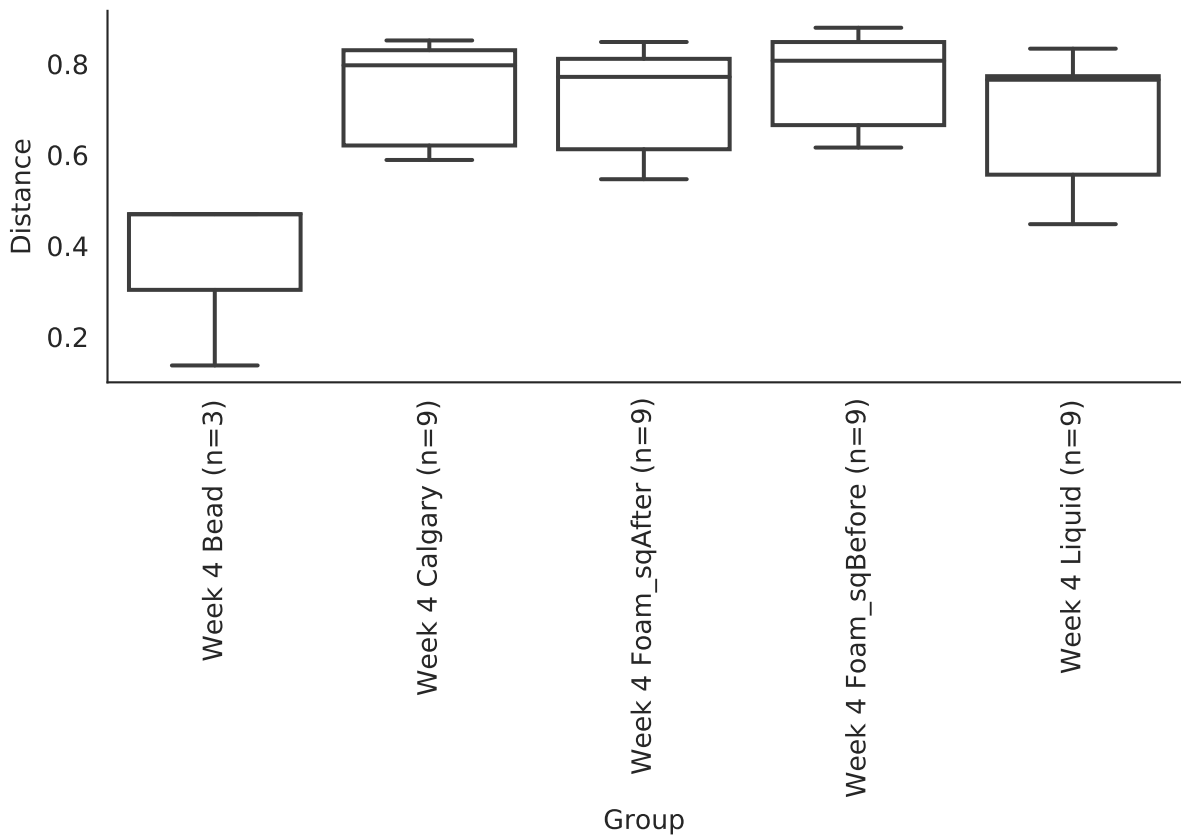 Distance
0.8
0.6
0.4
0.2
Week 4 Bead (n=3)
Week 4 Calgary (n=9)
Week 4 Foam_sqAfter (n=9)
Week 4 Foam_sqBefore (n=9)
Week 4 Liquid (n=9)
Group